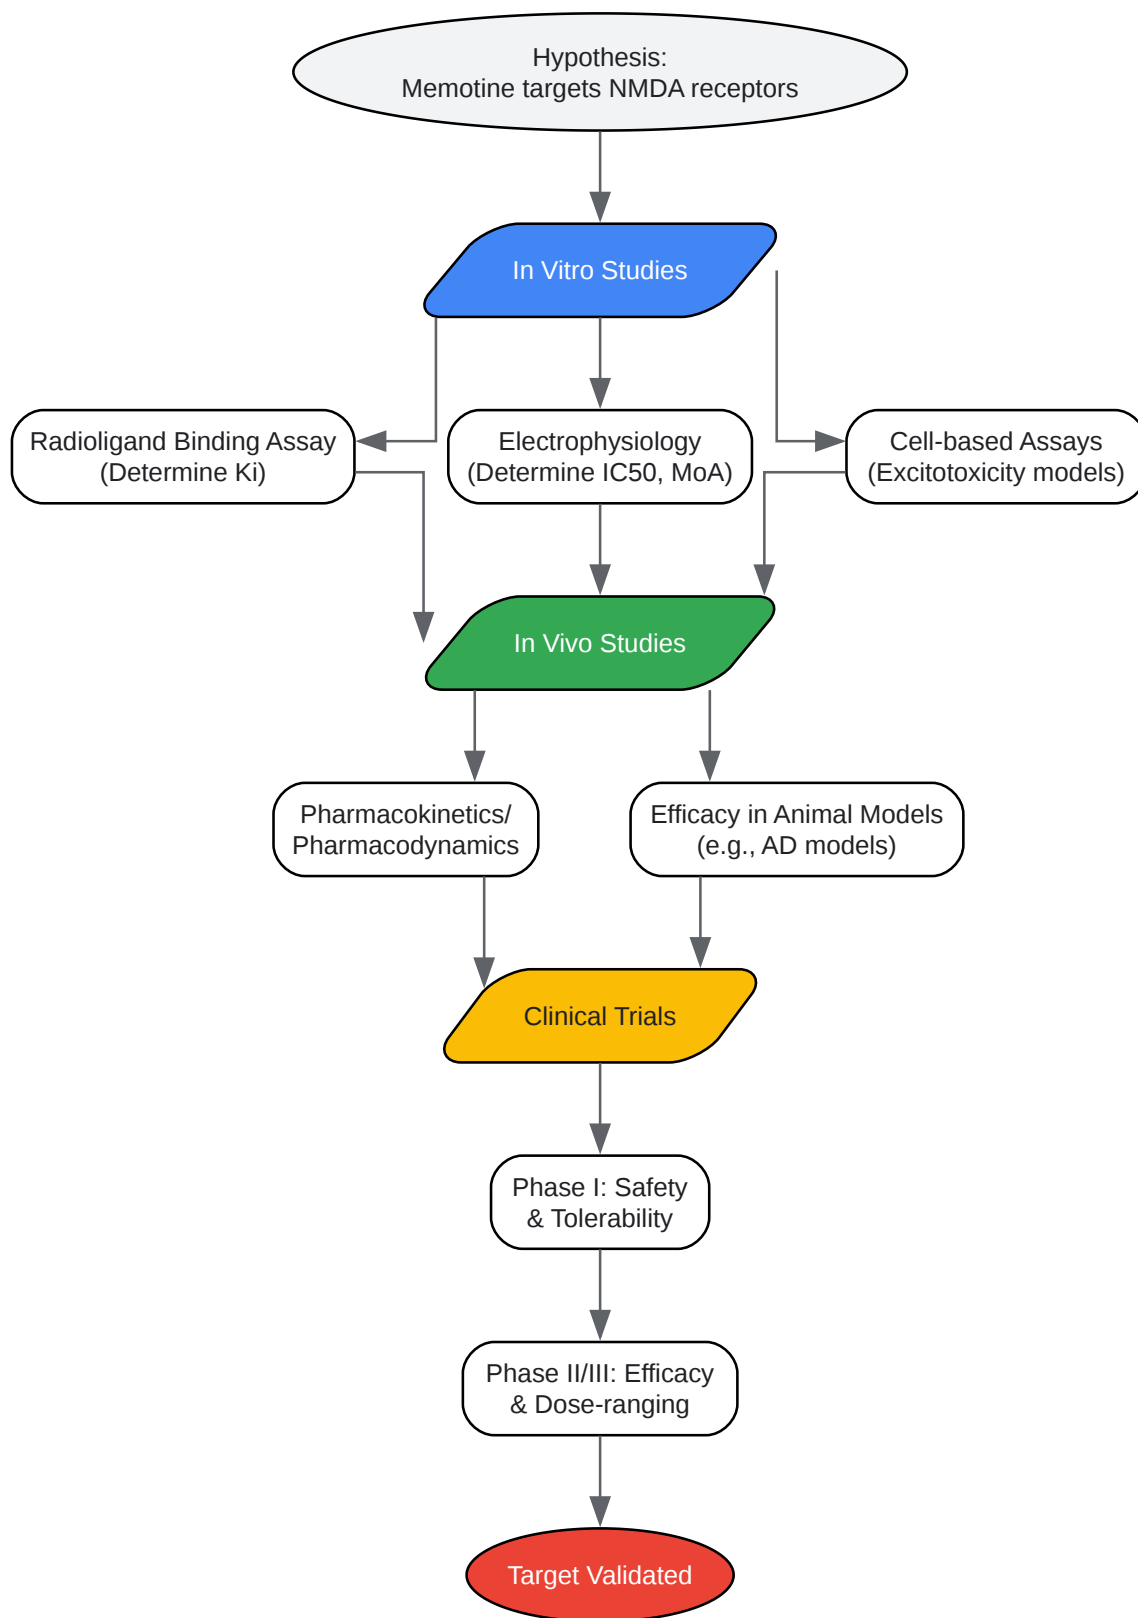 Hypothesis:
Memotine targets NMDA receptors
In Vitro Studies
Radioligand Binding Assay
(Determine Ki)
Electrophysiology
(Determine IC50, MoA)
Cell-based Assays
(Excitotoxicity models)
In Vivo Studies
Pharmacokinetics/
Pharmacodynamics
Efficacy in Animal Models
(e.g., AD models)
Clinical Trials
Phase I: Safety
& Tolerability
Phase II/III: Efficacy
& Dose-ranging
Target Validated